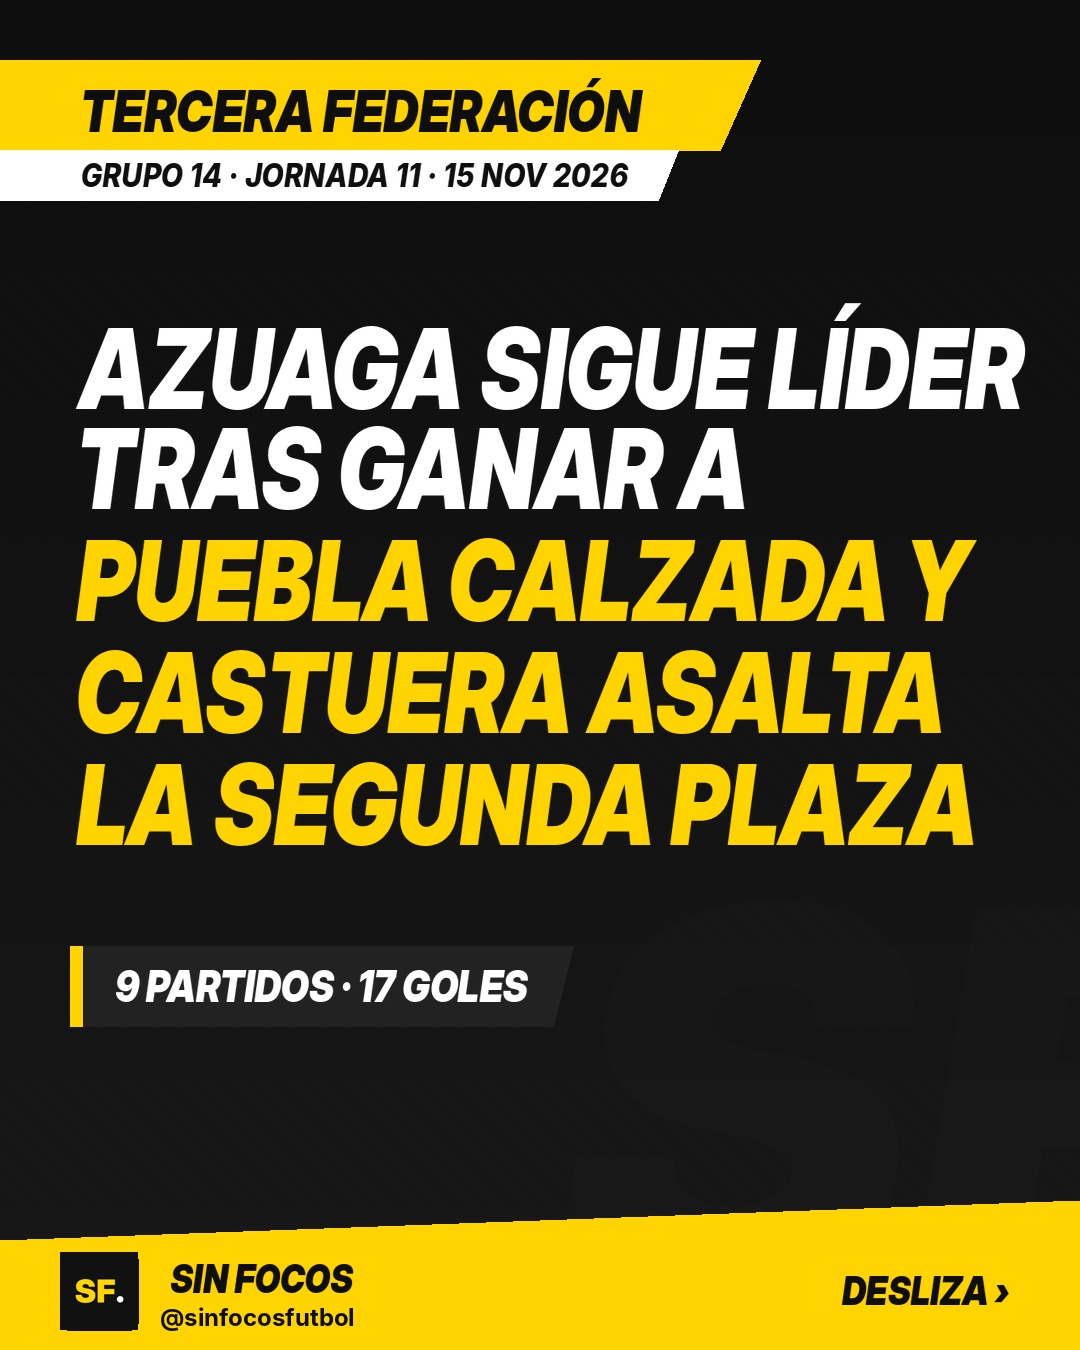 TERCERA FEDERACIÓN
GRUPO 14 · JORNADA 11 · 15 NOV 2026
AZUAGA SIGUE LÍDER
TRAS GANAR A
PUEBLA CALZADA Y
CASTUERA ASALTA
LA SEGUNDA PLAZA
9 PARTIDOS · 17 GOLES
SF
SF.
SIN FOCOS
@sinfocosfutbol
DESLIZA ›